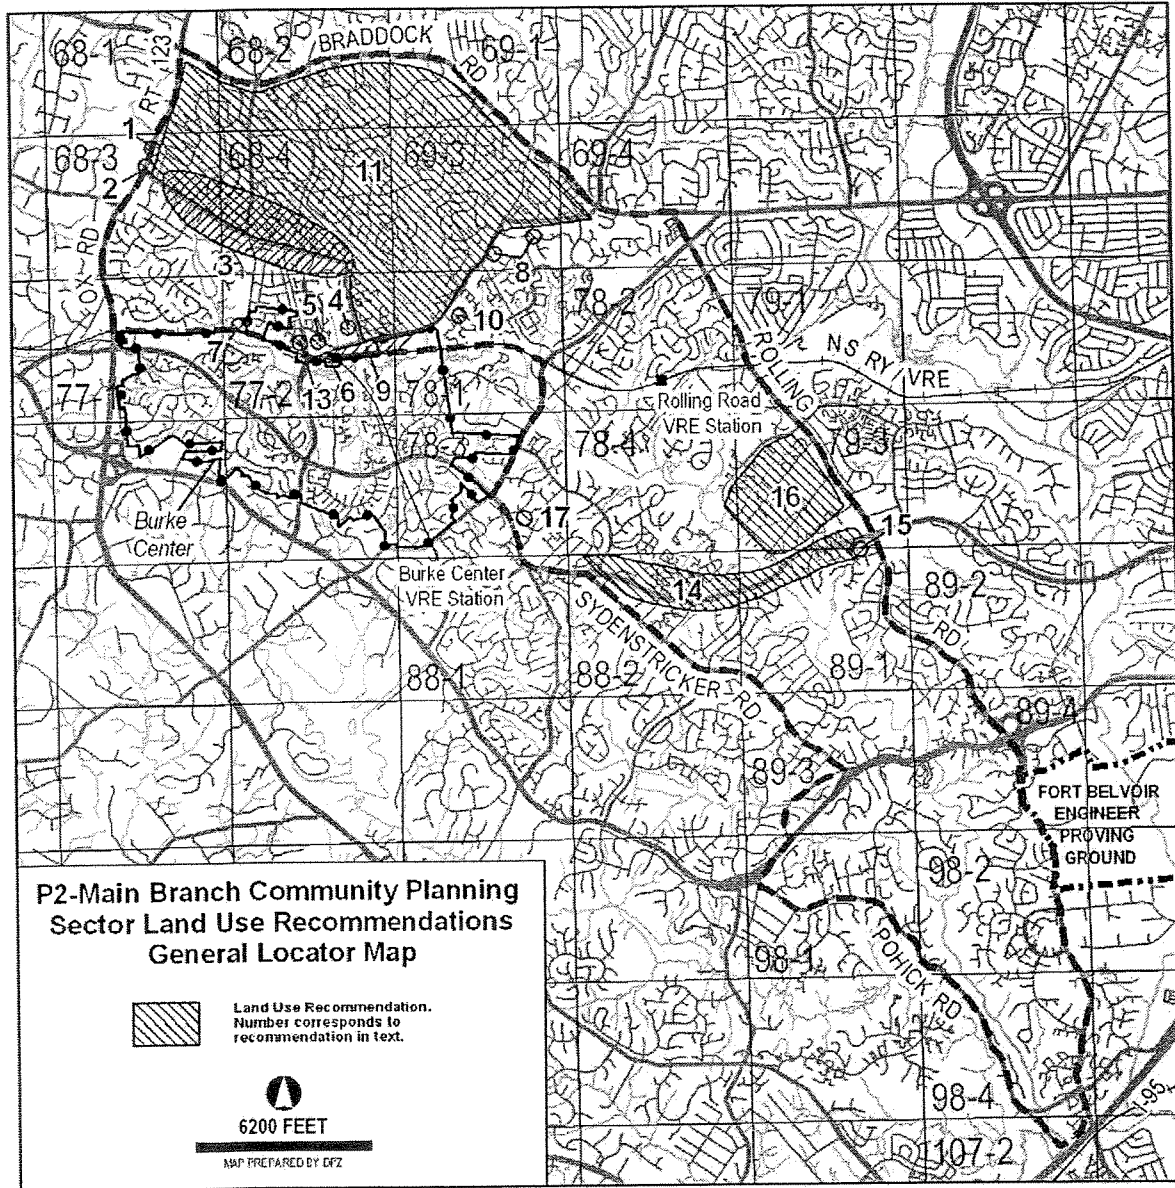 68-1
RT 123
68-2
BRADDOCK
RD
69-1
1
68-3
2
68-4
11
69-3
69-4
3
OX RD
8
78-2
79-1
5
4
10
7
ROLLING
NS RY / VRE
77-2
13
6
9
78-1
Rolling Road
VRE Station
78-3
78-4
79-3
16
15
Burke
Center
17
Burke Center
VRE Station
14
89-2
RD
SYDENSTRICKER RD
88-1
88-2
89-1
89-4
89-3
FORT BELVOIR
ENGINEER
PROVING
GROUND
98-2
98-1
POHICK RD
98-4
I-95
107-2
P2-Main Branch Community Planning
Sector Land Use Recommendations
General Locator Map
Land Use Recommendation.
Number corresponds to
recommendation in text.
6200 FEET
MAP PREPARED BY DPZ